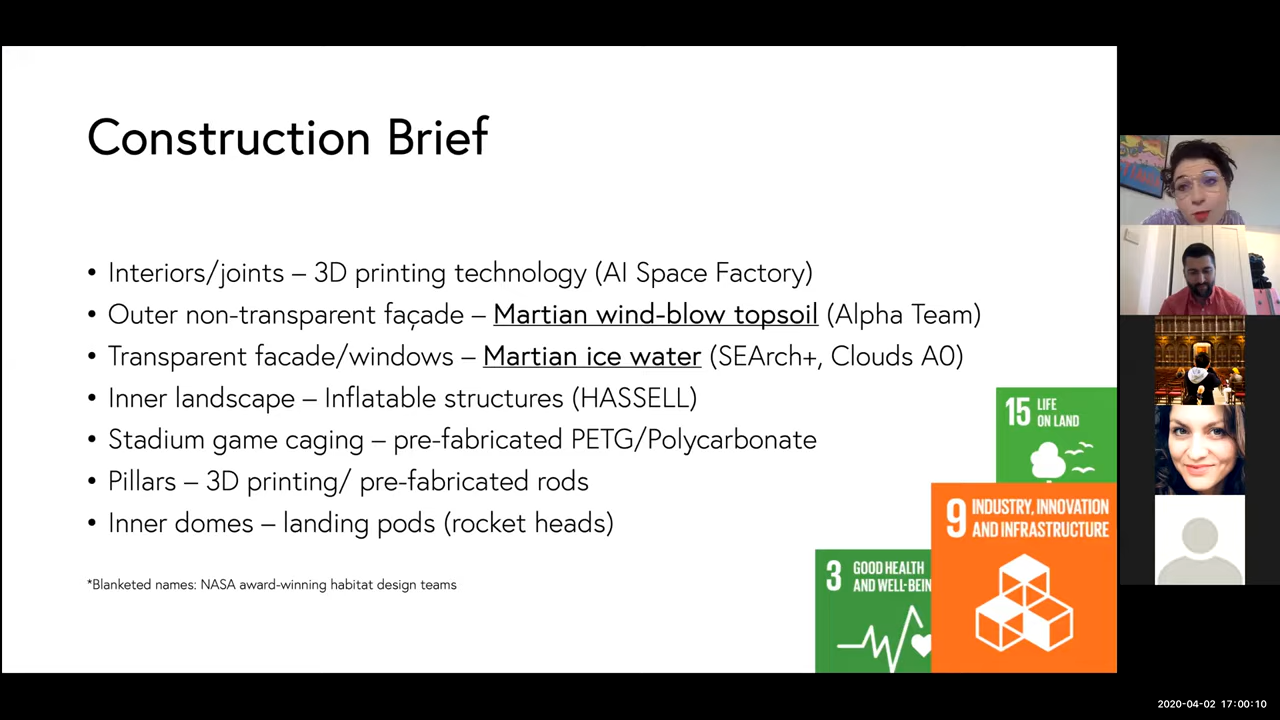 Construction Brief
• Interiors/joints – 3D printing technology (AI Space Factory)
• Outer non-transparent façade – Martian wind-blow topsoil (Alpha Team)
• Transparent facade/windows – Martian ice water (SEArch+, Clouds A0)
• Inner landscape – Inflatable structures (HASSELL)
• Stadium game caging – pre-fabricated PETG/Polycarbonate
• Pillars – 3D printing/ pre-fabricated rods
• Inner domes – landing pods (rocket heads)
*Blanketed names: NASA award-winning habitat design teams
15 LIFE
ON LAND
9 INDUSTRY, INNOVATION
AND INFRASTRUCTURE
3 GOOD HEALTH
AND WELL-BEIN
2020-04-02 17:00:10